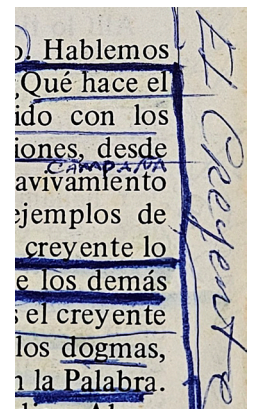 . Hablemos
¿Qué hace el
ido con los
iones, desde
CAMPAÑA
avivamiento
ejemplos de
creyente lo
e los demás
s el creyente
los dogmas,
n la Palabra.
El Creyente